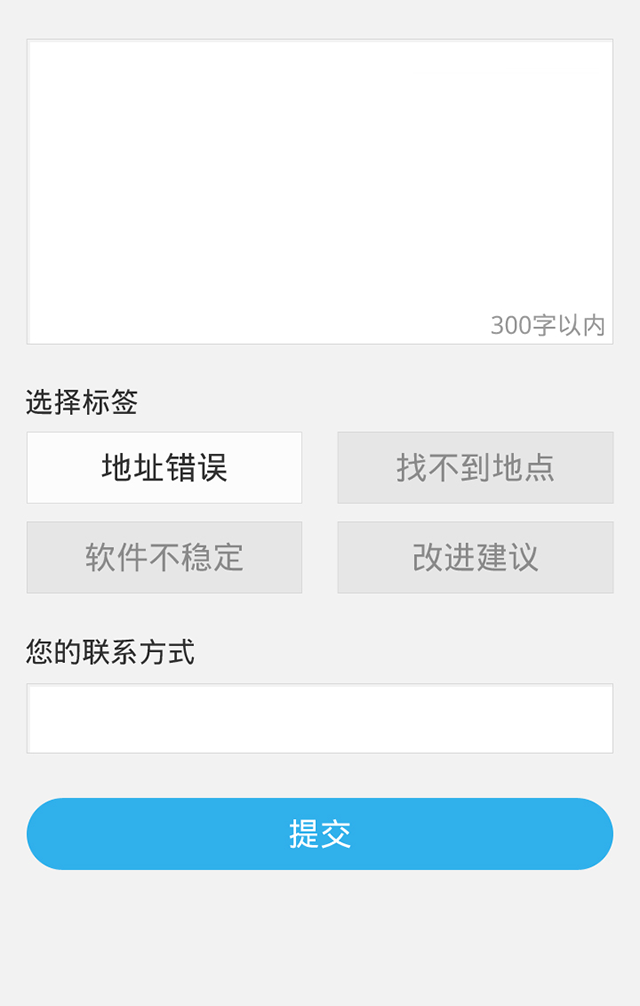 300字以内
选择标签
地址错误
找不到地点
软件不稳定
改进建议
您的联系方式
提交